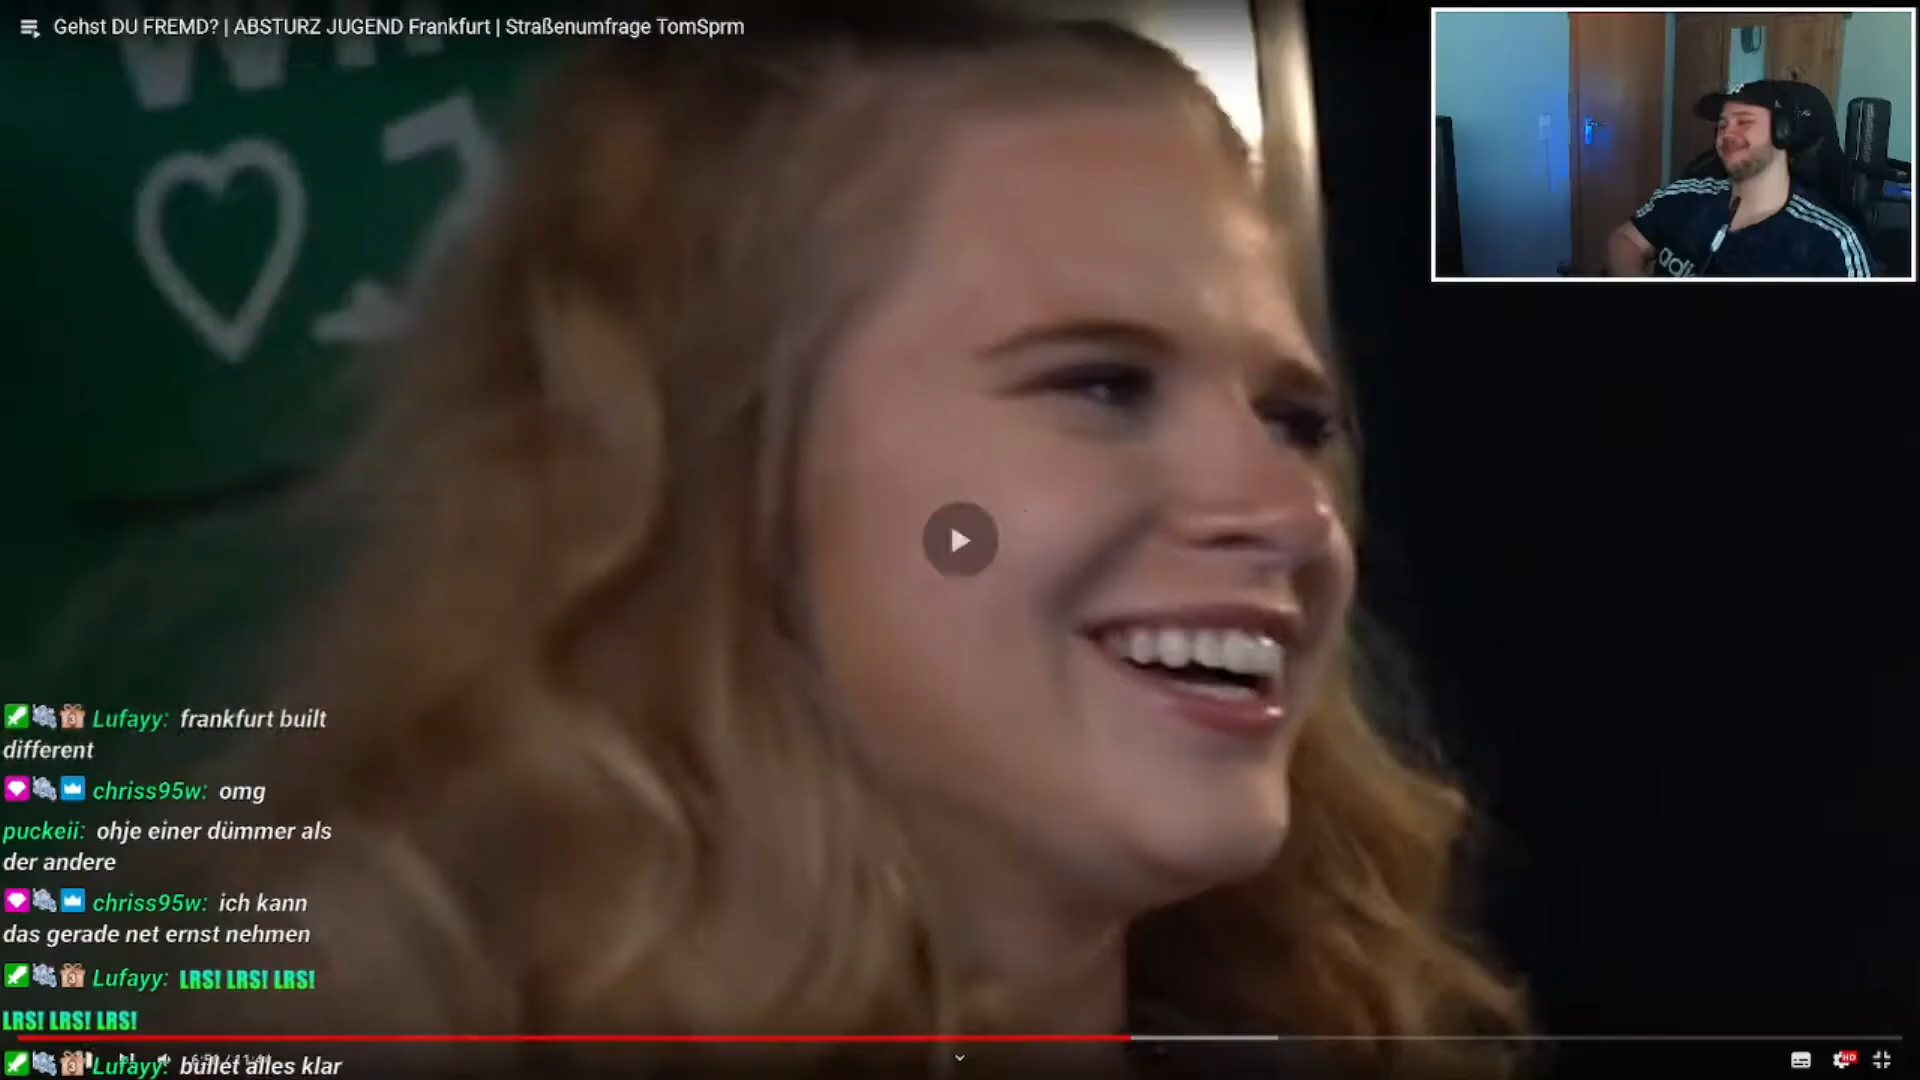 Gehst DU FREMD? | ABSTURZ JUGEND Frankfurt | Straßenumfrage TomSprm
adi
Lufayy: frankfurt built
different
chriss95w: omg
puckeii: ohje einer dümmer als
der andere
chriss95w: ich kann
das gerade net ernst nehmen
Lufayy: LRS! LRS! LRS!
LRS! LRS! LRS!
Lufayy: bullet alles klar
HD